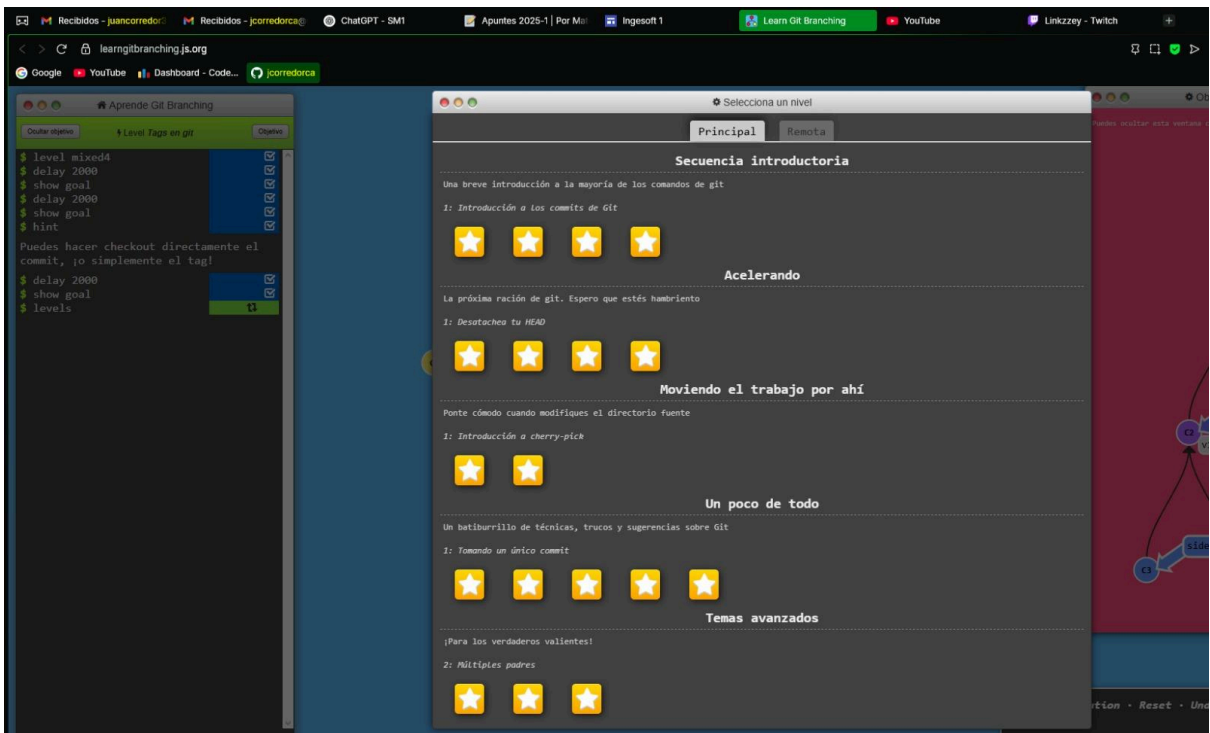 Recibidos - juancorredor
Recibidos - jcorredorca@
ChatGPT - SM1
Apuntes 2025-1 | Por Mat
Ingesoft 1
Learn Git Branching
YouTube
Linkzzey - Twitch
learngitbranching.js.org
Google
YouTube
Dashboard - Code...
jcorredorca
Aprende Git Branching
Ocultar objetivo
Level Tags en git
Objetivo
$ level mixed4
$ delay 2000
$ show goal
$ delay 2000
$ show goal
$ hint
Puedes hacer checkout directamente el
commit, ¡o simplemente el tag!
$ delay 2000
$ show goal
$ levels
Selecciona un nivel
Principal
Remota
Secuencia introductoria
Una breve introducción a la mayoría de los comandos de git
1: Introducción a los commits de Git
Acelerando
La próxima ración de git. Espero que estés hambriento
1: Desatachea tu HEAD
Moviendo el trabajo por ahí
Ponte cómodo cuando modifiques el directorio fuente
1: Introducción a cherry-pick
Un poco de todo
Un batiburrillo de técnicas, trucos y sugerencias sobre Git
1: Tomando un único commit
Temas avanzados
¡Para los verdaderos valientes!
2: Múltiples padres
Ob
Puedes ocultar esta ventana
C2
side
C3
ution · Reset · Und